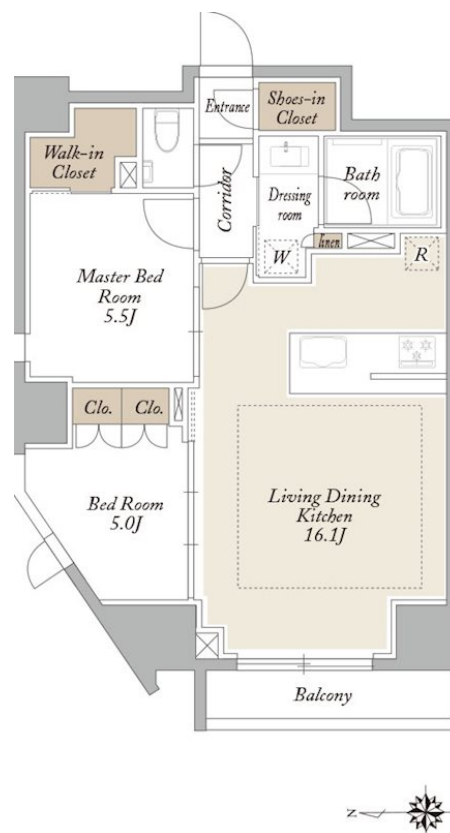 Entrance
Shoes-in
Closet
Walk-in
Closet
Corridor
Dressing
room
Bath
room
linen
W
R
Master Bed
Room
5.5J
Clo.
Clo.
Bed Room
5.0J
Living Dining
Kitchen
16.1J
Balcony
N